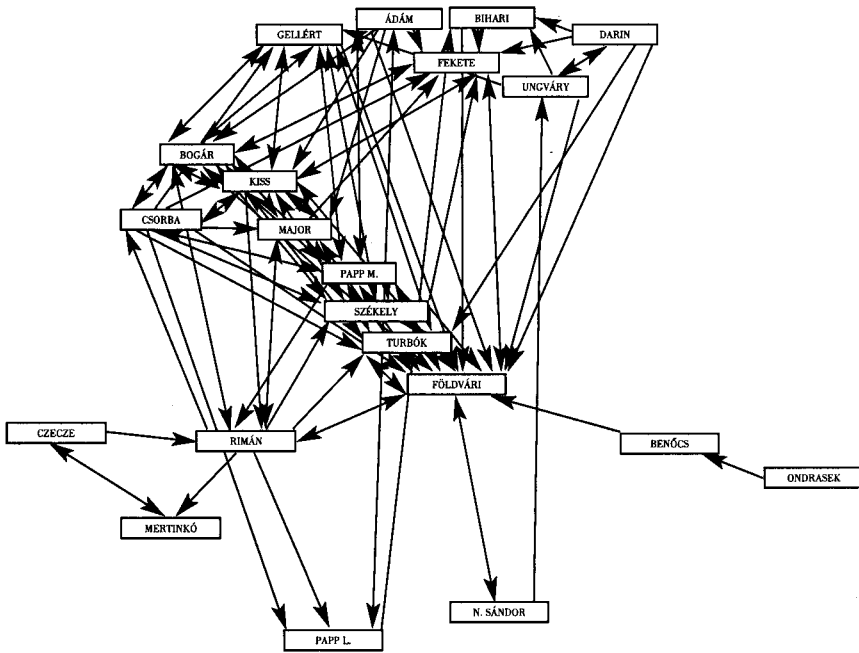 ÁDÁM
BIHARI
GELLÉRT
DARIN
FEKETE
UNGVÁRY
BOGÁR
KISS
CSORBA
MAJOR
PAPP M.
SZÉKELY
TURBÓK
FÖLDVÁRI
CZECZE
RIMÁN
BENŐCS
ONDRASEK
MERTINKÓ
N. SÁNDOR
PAPP L.